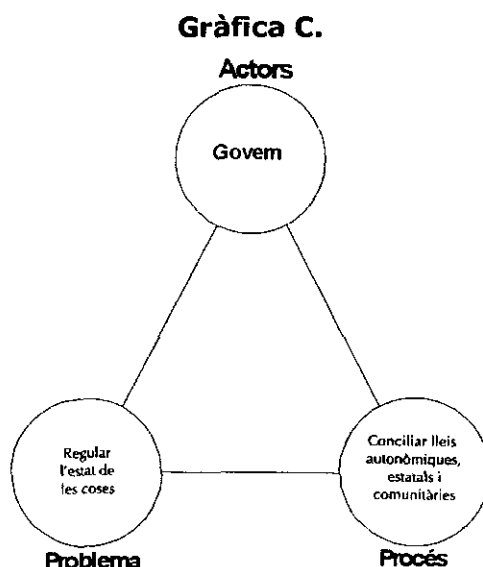 Gràfica C.
Actors
Govern
Regular
l'estat de
les coses
Problema
Conciliar lleis
autonòmiques,
estatals i
comunitàries
Procés